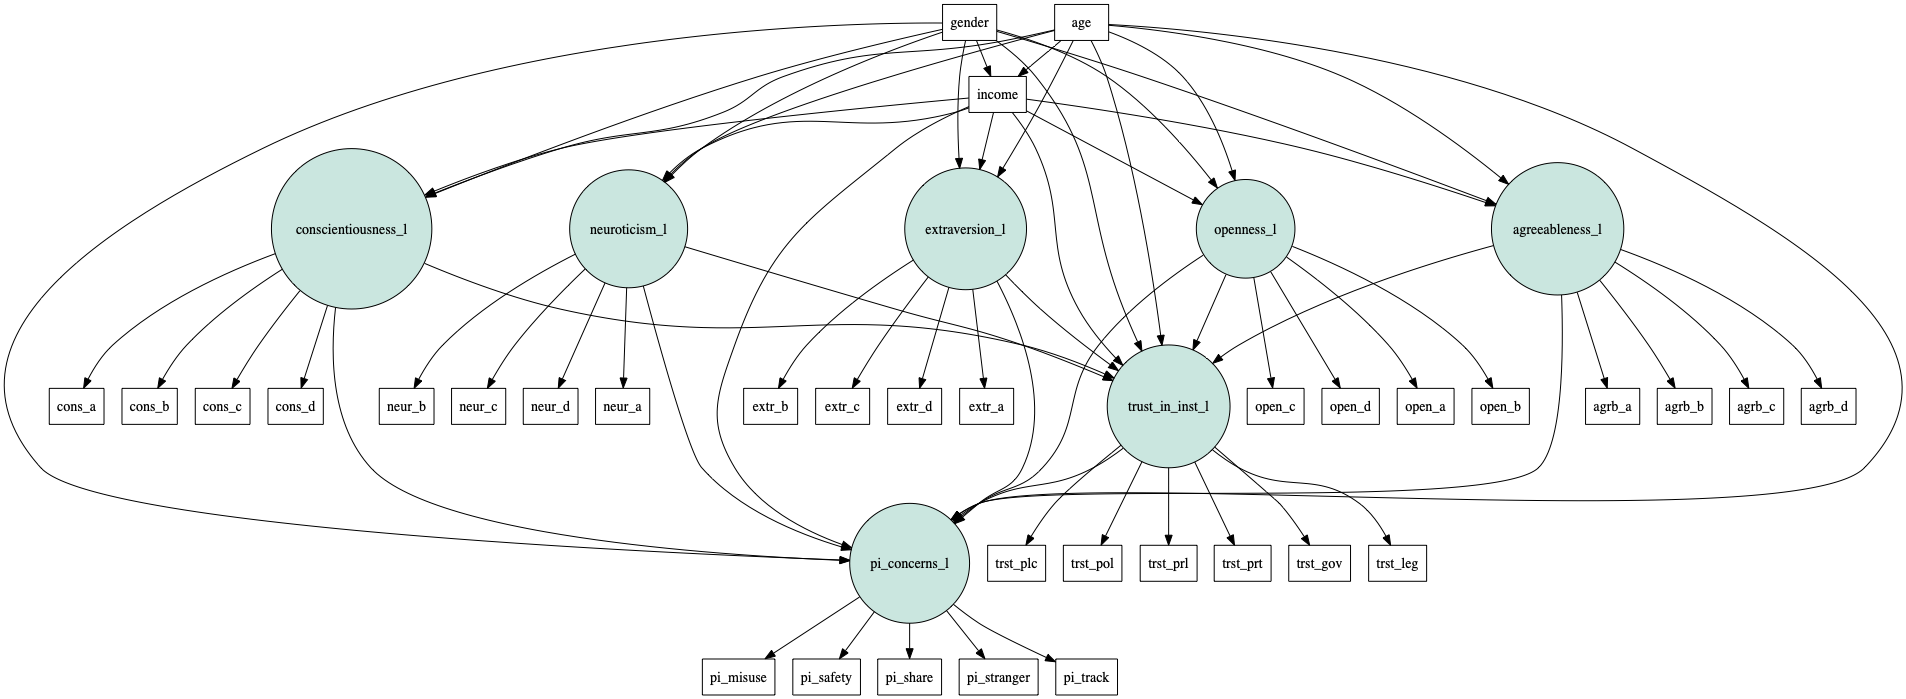 gender
age
income
conscientiousness_l
neuroticism_l
extraversion_l
openness_l
agreeableness_l
cons_a
cons_b
cons_c
cons_d
neur_b
neur_c
neur_d
neur_a
extr_b
extr_c
extr_d
extr_a
trust_in_inst_l
open_c
open_d
open_a
open_b
agrb_a
agrb_b
agrb_c
agrb_d
pi_concerns_l
trst_plc
trst_pol
trst_prl
trst_prt
trst_gov
trst_leg
pi_misuse
pi_safety
pi_share
pi_stranger
pi_track